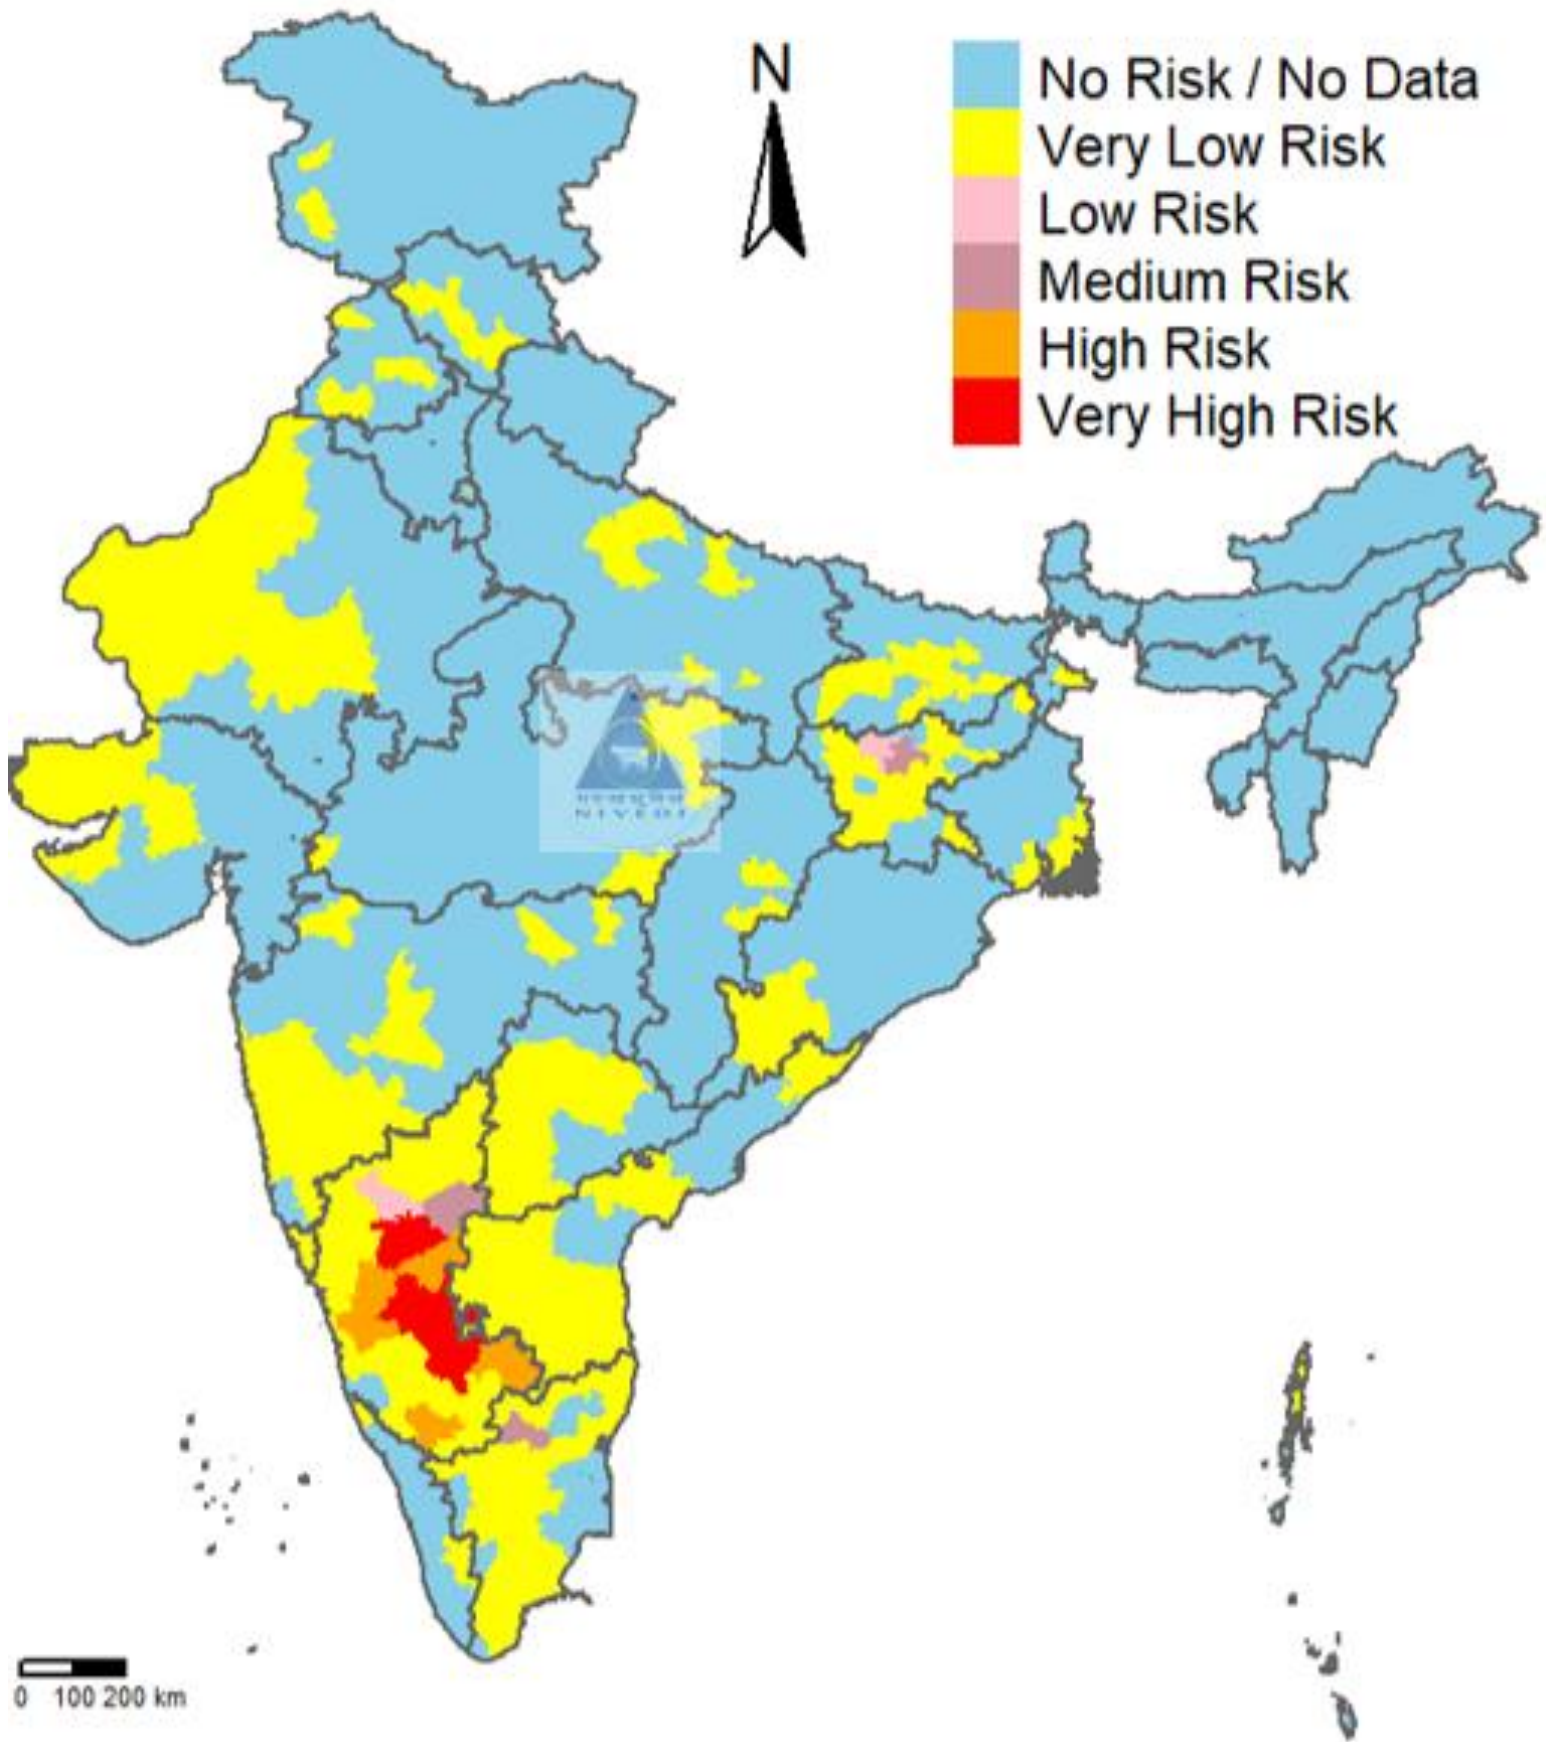 N
No Risk / No Data
Very Low Risk
Low Risk
Medium Risk
High Risk
Very High Risk
NIVEDI
0 100 200 km